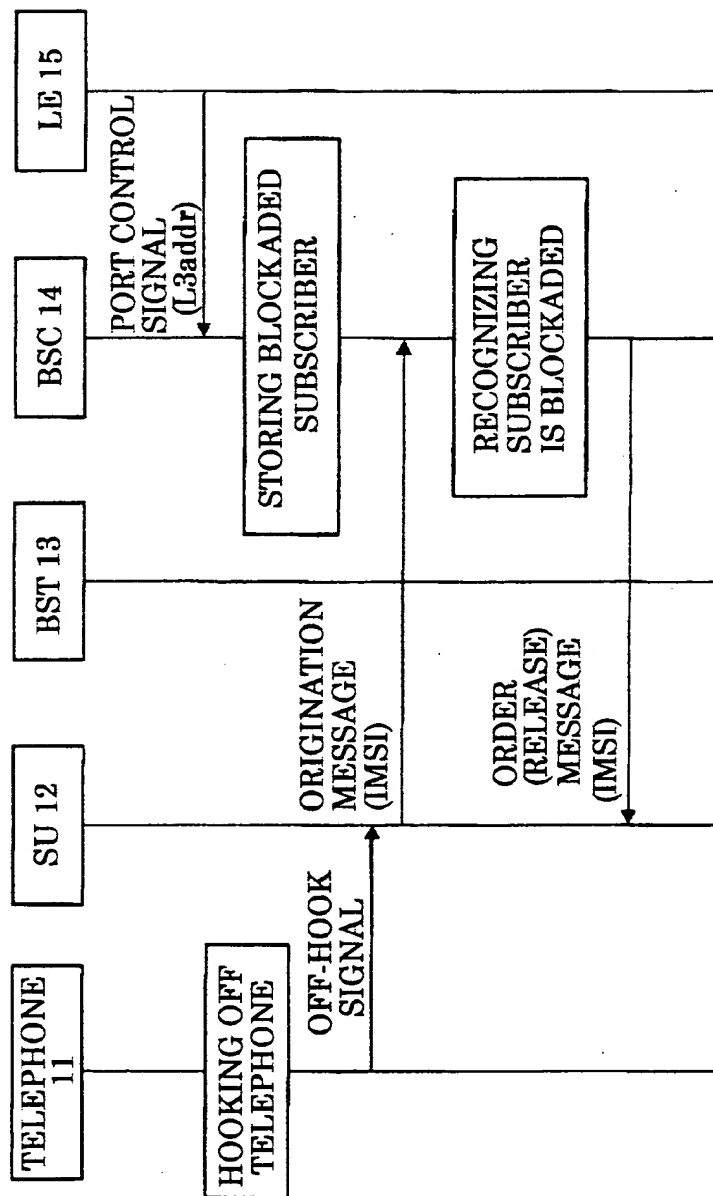 TELEPHONE
11
SU 12
BST 13
BSC 14
LE 15
PORT CONTROL
SIGNAL
(L3addr)
HOOKING OFF
TELEPHONE
STORING BLOCKADED
SUBSCRIBER
OFF-HOOK
SIGNAL
ORIGINATION
MESSAGE
(IMSI)
RECOGNIZING
SUBSCRIBER
IS BLOCKADED
ORDER
(RELEASE)
MESSAGE
(IMSI)